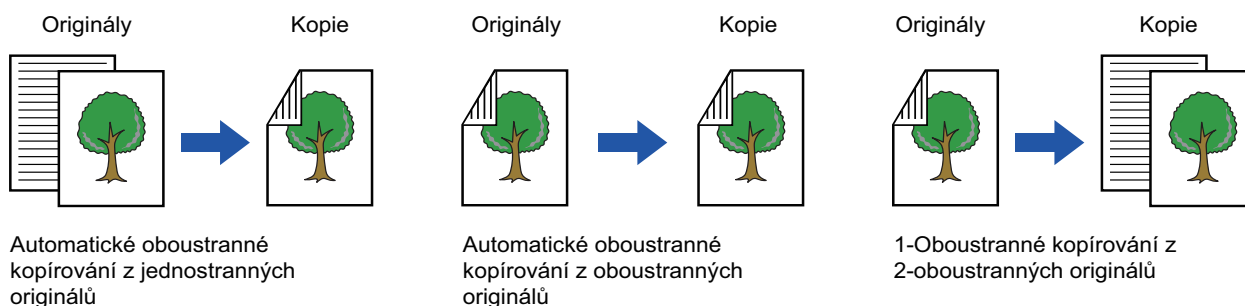 Originály
Kopie
Originály
Kopie
Originály
Kopie
Automatické oboustranné
kopírování z jednostranných
originálů
Automatické oboustranné
kopírování z oboustranných
originálů
1-Oboustranné kopírování z
2-oboustranných originálů